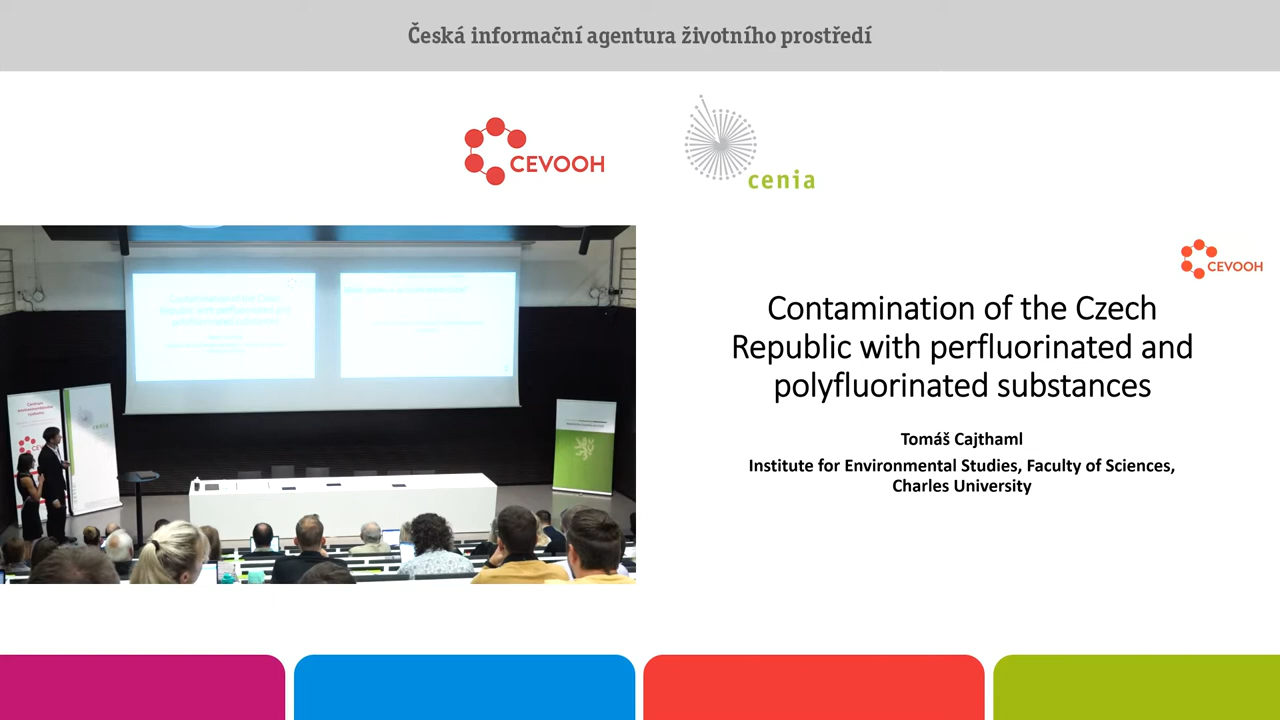 Česká informační agentura životního prostředí
CEVOOH
cenia
CEVOOH
Contamination of the Czech
Republic with perfluorinated and
polyfluorinated substances
Tomáš Cajthaml
Institute for Environmental Studies, Faculty of Sciences,
Charles University